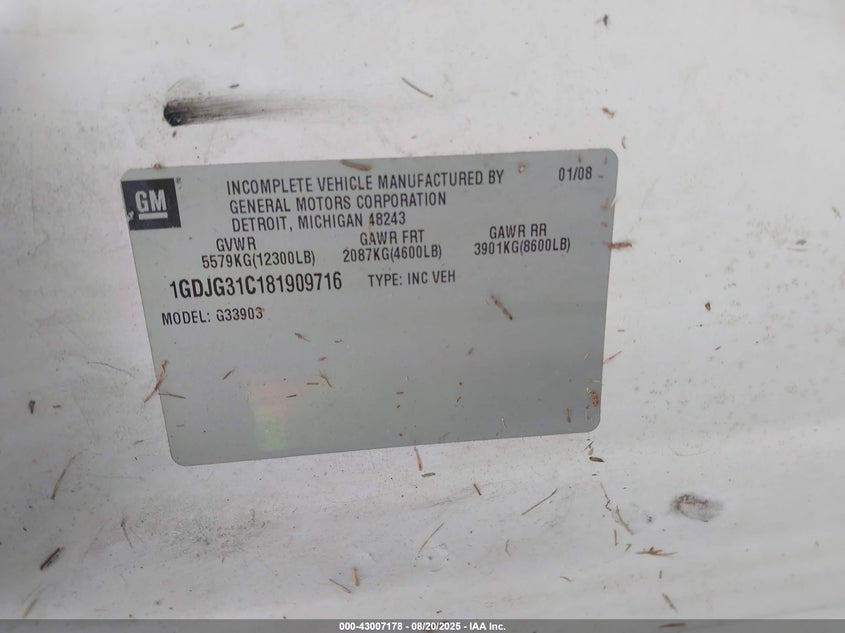 GM
INCOMPLETE VEHICLE MANUFACTURED BY 01/08
GENERAL MOTORS CORPORATION
DETROIT, MICHIGAN 48243
GVWR GAWR FRT GAWR RR
5579KG(12300LB) 2087KG(4600LB) 3901KG(8600LB)
1GDJG31C181909716 TYPE: INC VEH
MODEL: G33903
000-43007178 - 08/20/2025 - IAA Inc.